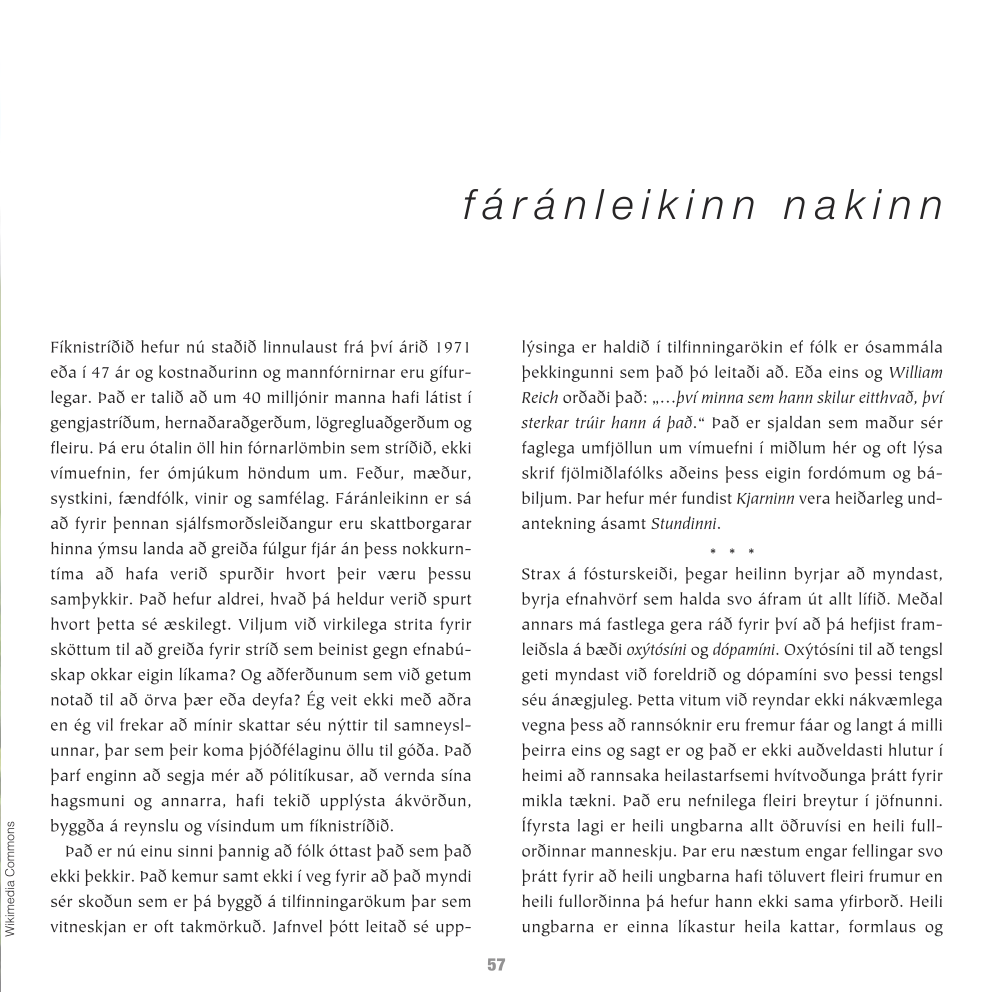 fáránleikinn nakinn
Fíknistríðið hefur nú staðið linnulaust frá því árið 1971
eða í 47 ár og kostnaðurinn og mannfórnirnar eru gífur-
legar. Það er talið að um 40 milljónir manna hafi látist í
gengjastríðum, hernaðaraðgerðum, lögregluaðgerðum og
fleiru. Þá eru ótalin öll hin fórnarlömbin sem stríðið, ekki
vímuefnin, fer ómjúkum höndum um. Feður, mæður,
systkini, fændfólk, vinir og samfélag. Fáránleikinn er sá
að fyrir þennan sjálfsmorðsleiðangur eru skattborgarar
hinna ýmsu landa að greiða fúlgur fjár án þess nokkurn-
tíma að hafa verið spurðir hvort þeir væru þessu
samþykkir. Það hefur aldrei, hvað þá heldur verið spurt
hvort þetta sé æskilegt. Viljum við virkilega strita fyrir
sköttum til að greiða fyrir stríð sem beinist gegn efnabú-
skap okkar eigin líkama? Og aðferðunum sem við getum
notað til að örva þær eða deyfa? Ég veit ekki með aðra
en ég vil frekar að mínir skattar séu nýttir til samneysl-
unnar, þar sem þeir koma þjóðfélaginu öllu til góða. Það
þarf enginn að segja mér að pólitíkusar, að vernda sína
hagsmuni og annarra, hafi tekið upplýsta ákvörðun,
byggða á reynslu og vísindum um fíknistríðið.
Það er nú einu sinni þannig að fólk óttast það sem það
ekki þekkir. Það kemur samt ekki í veg fyrir að það myndi
sér skoðun sem er þá byggð á tilfinningarökum þar sem
vitneskjan er oft takmörkuð. Jafnvel þótt leitað sé upp-
lýsinga er haldið í tilfinningarökin ef fólk er ósammála
þekkingunni sem það þó leitaði að. Eða eins og William
Reich orðaði það: „…því minna sem hann skilur eitthvað, því
sterkar trúir hann á það.“ Það er sjaldan sem maður sér
faglega umfjöllun um vímuefni í miðlum hér og oft lýsa
skrif fjölmiðlafólks aðeins þess eigin fordómum og bá-
biljum. Þar hefur mér fundist Kjarninn vera heiðarleg und-
antekning ásamt Stundinni.
* * *
Strax á fósturskeiði, þegar heilinn byrjar að myndast,
byrja efnahvörf sem halda svo áfram út allt lífið. Meðal
annars má fastlega gera ráð fyrir því að þá hefjist fram-
leiðsla á bæði oxýtósíni og dópamíni. Oxýtósíni til að tengsl
geti myndast við foreldrið og dópamíni svo þessi tengsl
séu ánægjuleg. Þetta vitum við reyndar ekki nákvæmlega
vegna þess að rannsóknir eru fremur fáar og langt á milli
þeirra eins og sagt er og það er ekki auðveldasti hlutur í
heimi að rannsaka heilastarfsemi hvítvoðunga þrátt fyrir
mikla tækni. Það eru nefnilega fleiri breytur í jöfnunni.
Ífyrsta lagi er heili ungbarna allt öðruvísi en heili full-
orðinnar manneskju. Þar eru næstum engar fellingar svo
þrátt fyrir að heili ungbarna hafi töluvert fleiri frumur en
heili fullorðinna þá hefur hann ekki sama yfirborð. Heili
ungbarna er einna líkastur heila kattar, formlaus og
Wikimedia Commons
57